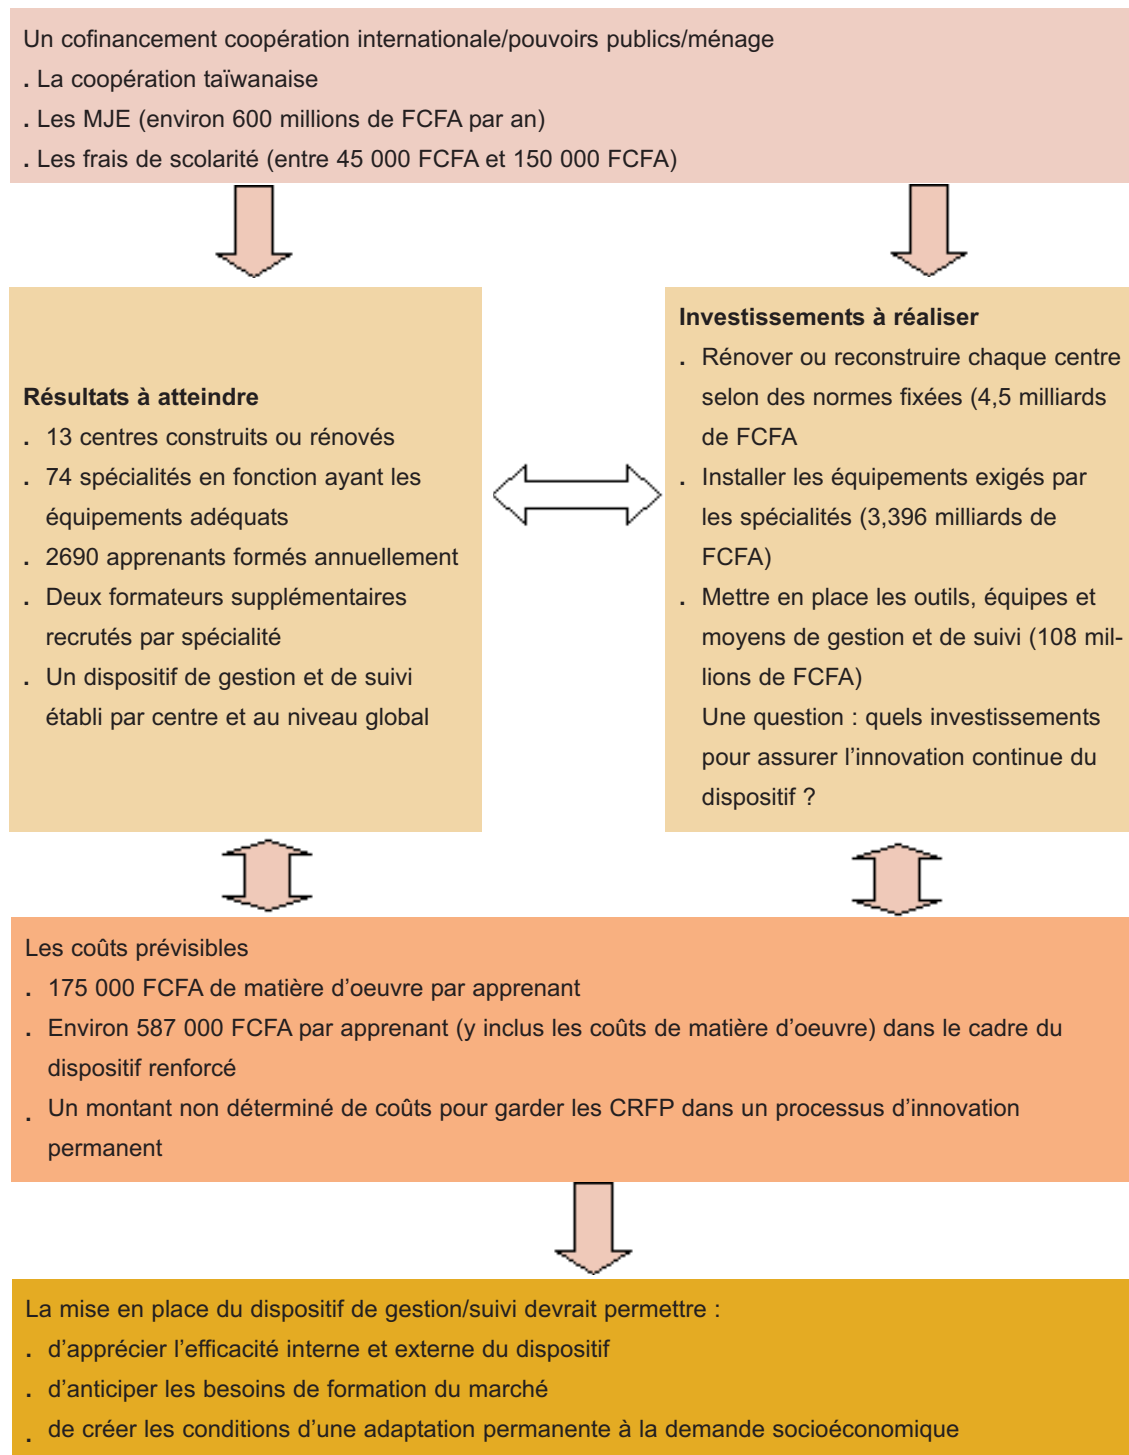 Un cofinancement coopération internationale/pouvoirs publics/ménage
. La coopération taïwanaise
. Les MJE (environ 600 millions de FCFA par an)
. Les frais de scolarité (entre 45 000 FCFA et 150 000 FCFA)
Résultats à atteindre
. 13 centres construits ou rénovés
. 74 spécialités en fonction ayant les
équipements adéquats
. 2690 apprenants formés annuellement
. Deux formateurs supplémentaires
recrutés par spécialité
. Un dispositif de gestion et de suivi
établi par centre et au niveau global
Investissements à réaliser
. Rénover ou reconstruire chaque centre
selon des normes fixées (4,5 milliards
de FCFA
. Installer les équipements exigés par
les spécialités (3,396 milliards de
FCFA)
. Mettre en place les outils, équipes et
moyens de gestion et de suivi (108 mil-
lions de FCFA)
Une question : quels investissements
pour assurer l’innovation continue du
dispositif ?
Les coûts prévisibles
. 175 000 FCFA de matière d’oeuvre par apprenant
. Environ 587 000 FCFA par apprenant (y inclus les coûts de matière d’oeuvre) dans le cadre du
dispositif renforcé
. Un montant non déterminé de coûts pour garder les CRFP dans un processus d’innovation
permanent
La mise en place du dispositif de gestion/suivi devrait permettre :
. d’apprécier l’efficacité interne et externe du dispositif
. d’anticiper les besoins de formation du marché
. de créer les conditions d’une adaptation permanente à la demande socioéconomique